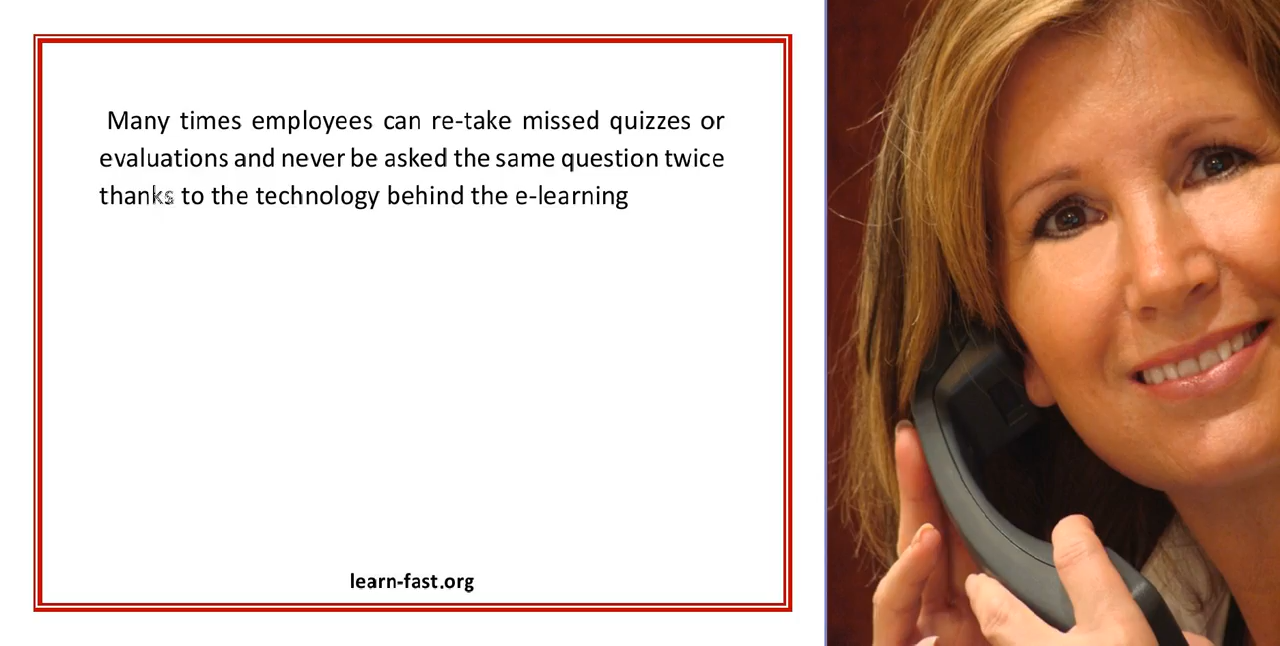 Many times employees can re-take missed quizzes or
evaluations and never be asked the same question twice
thanks to the technology behind the e-learning
learn-fast.org